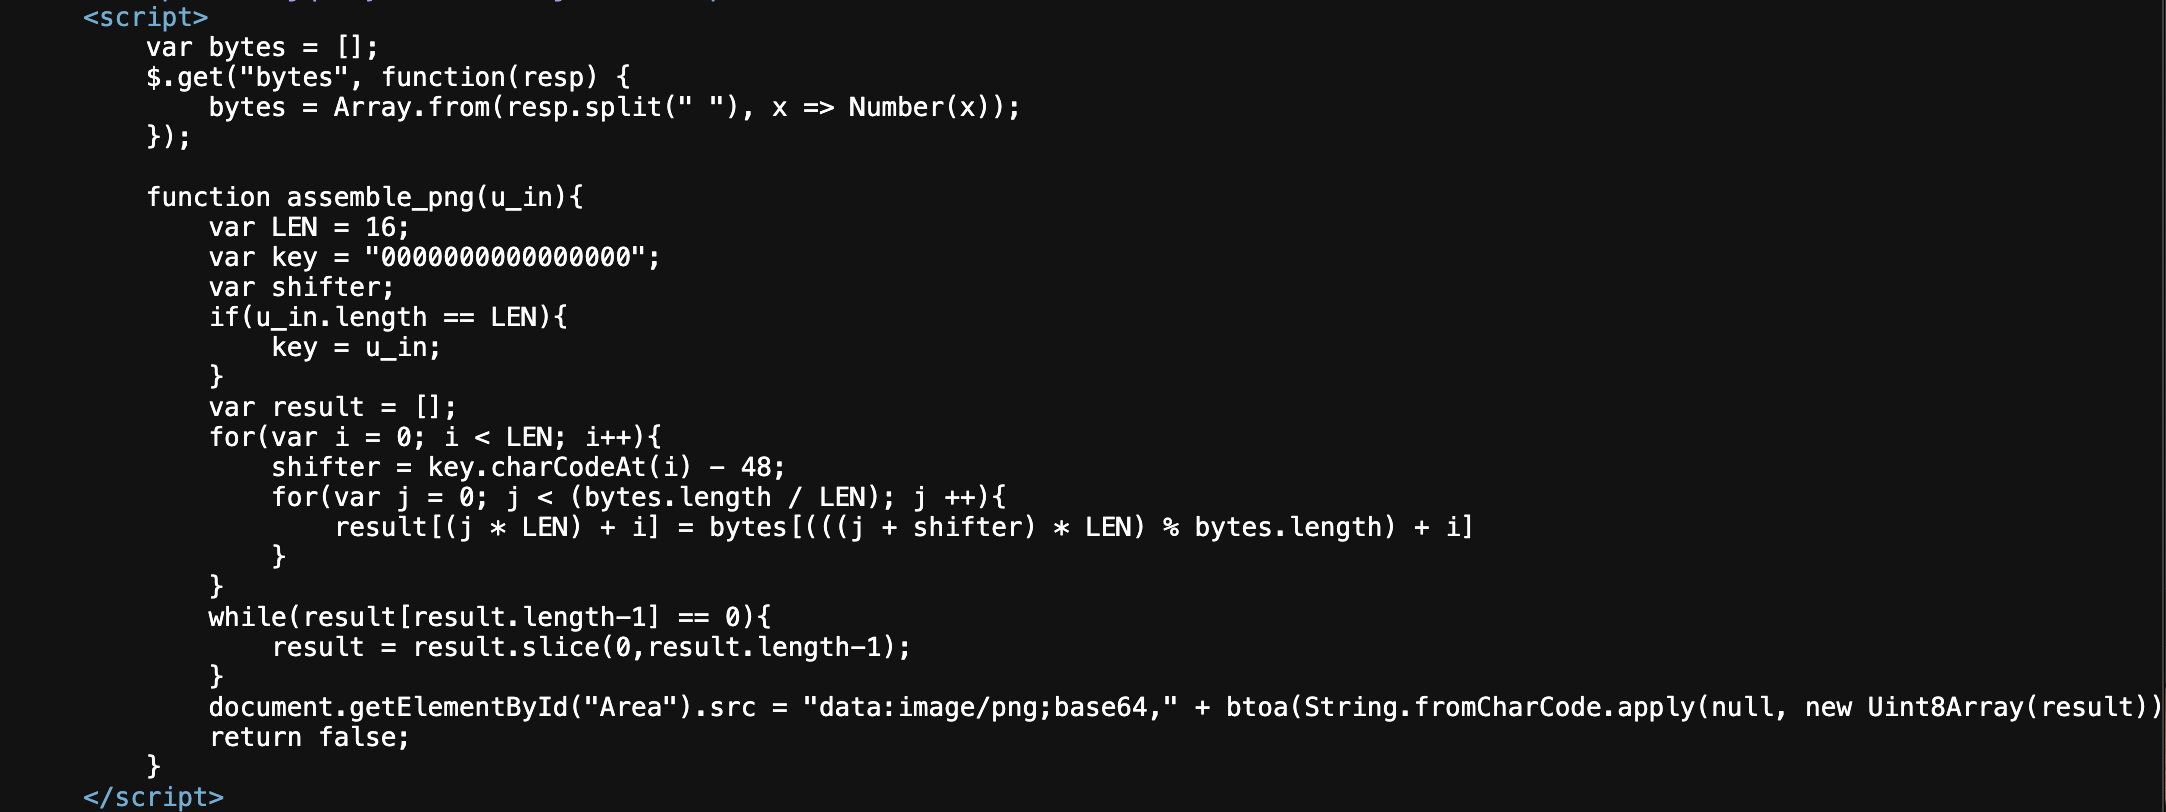 <script>
var bytes = [];
$.get("bytes", function(resp) {
bytes = Array.from(resp.split(" "), x => Number(x));
});
function assemble_png(u_in){
var LEN = 16;
var key = "0000000000000000";
var shifter;
if(u_in.length == LEN){
key = u_in;
}
var result = [];
for(var i = 0; i < LEN; i++){
shifter = key.charCodeAt(i) - 48;
for(var j = 0; j < (bytes.length / LEN); j ++){
result[(j * LEN) + i] = bytes[(((j + shifter) * LEN) % bytes.length) + i]
}
}
while(result[result.length-1] == 0){
result = result.slice(0,result.length-1);
}
document.getElementById("Area").src = "data:image/png;base64," + btoa(String.fromCharCode.apply(null, new Uint8Array(result))
return false;
}
</script>